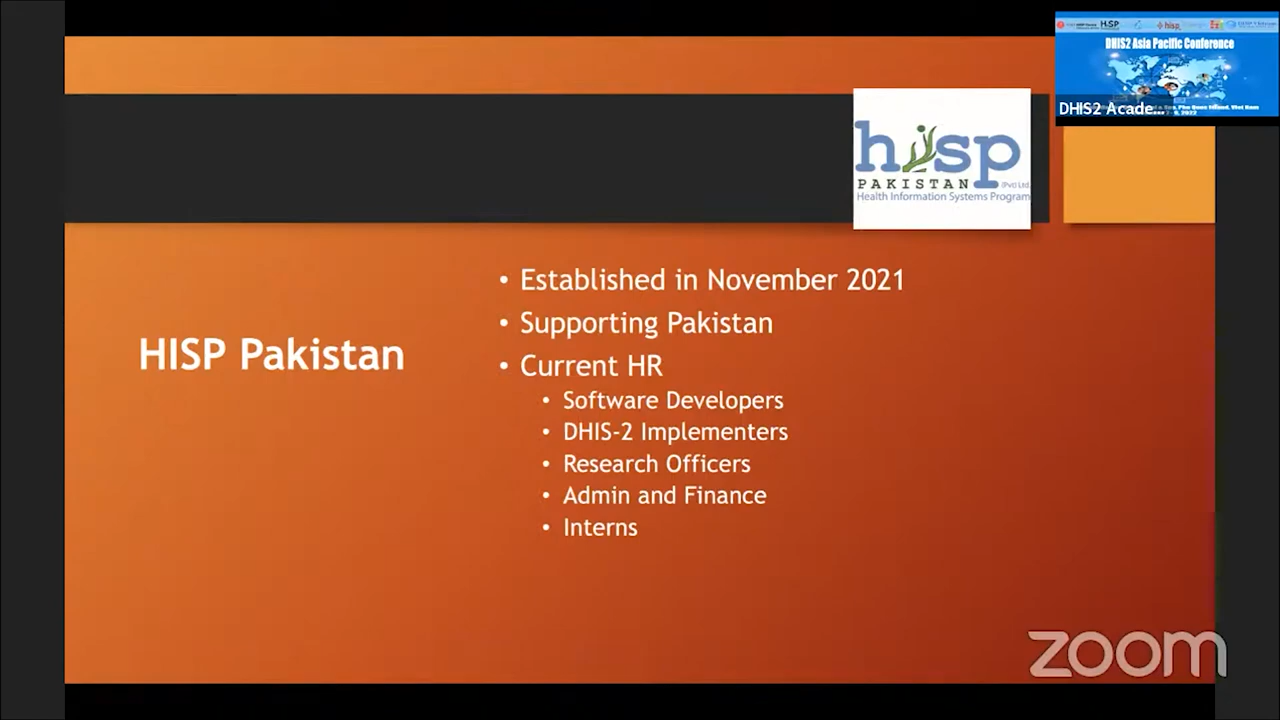 DHIS2 Asia Pacific Conference
DHIS2 Acade...
hisp
PAKISTAN (Pvt) Ltd.
Health Information Systems Program
HISP Pakistan
• Established in November 2021
• Supporting Pakistan
• Current HR
• Software Developers
• DHIS-2 Implementers
• Research Officers
• Admin and Finance
• Interns
zoom